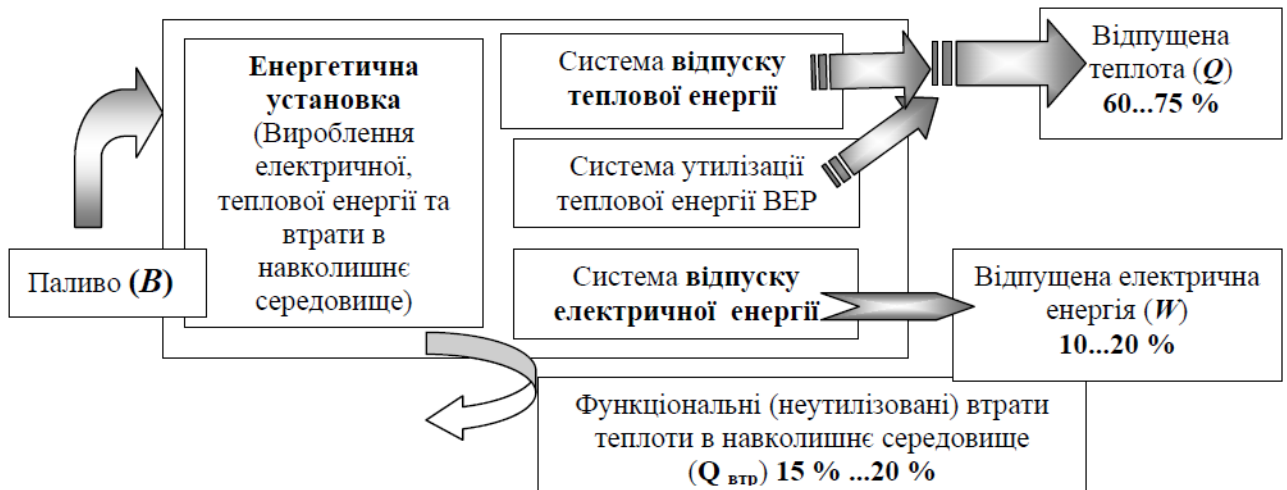 Паливо (B)
Енергетична
установка
(Вироблення
електричної,
теплової енергії та
втрати в
навколишнє
середовище)
Система відпуску
теплової енергії
Система утилізації
теплової енергії ВЕР
Система відпуску
електричної енергії
Відпущена
теплота (Q)
60...75 %
Відпущена електрична
енергія (W)
10...20 %
Функціональні (неутилізовані) втрати
теплоти в навколишнє середовище
(Q втр) 15 % ...20 %